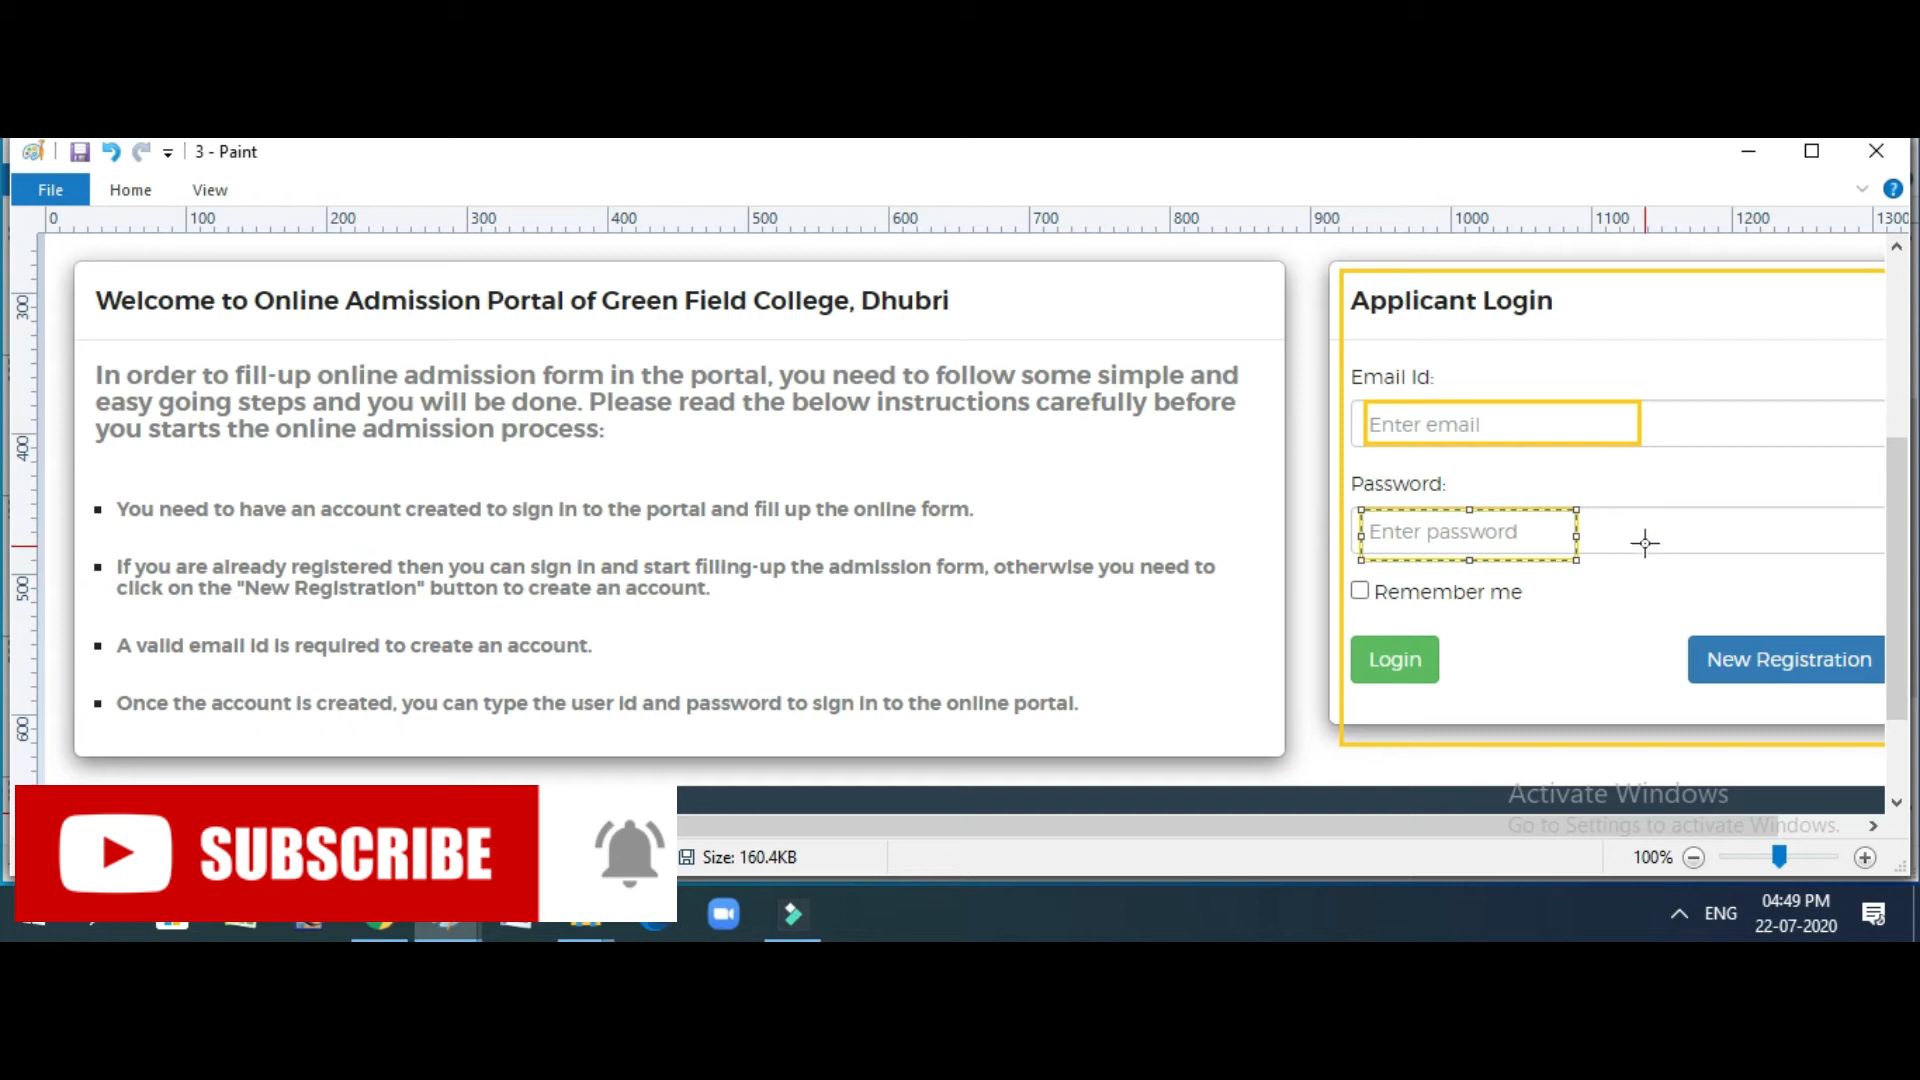 3 - Paint
File Home View
0 100 200 300 400 500 600 700 800 900 1000 1100 1200 1300
300
400
500
600
Welcome to Online Admission Portal of Green Field College, Dhubri
In order to fill-up online admission form in the portal, you need to follow some simple and
easy going steps and you will be done. Please read the below instructions carefully before
you starts the online admission process:
You need to have an account created to sign in to the portal and fill up the online form.
If you are already registered then you can sign in and start filling-up the admission form, otherwise you need to
click on the "New Registration" button to create an account.
A valid email id is required to create an account.
Once the account is created, you can type the user id and password to sign in to the online portal.
Applicant Login
Email Id:
Enter email
Password:
Enter password
Remember me
Login New Registration
Activate Windows
Go to Settings to activate Windows.
SUBSCRIBE
Size: 160.4KB
100%
ENG
04:49 PM
22-07-2020